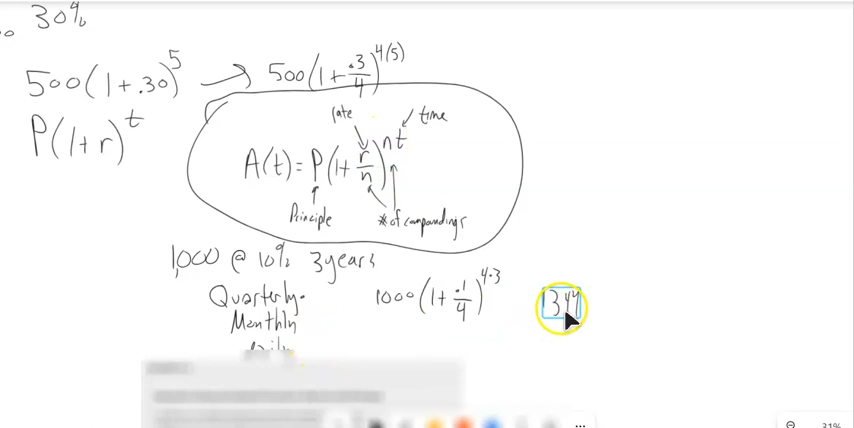 30%
500(1+.30)^5 → 500(1+.3/4)^4(5)
P(1+r)^t
rate
time
A(t)=P(1+r/n)^nt
Principle
# of compoundings
1,000 @ 10% 3 years
Quarterly
1000(1+.1/4)^4·3
1344
Monthly
31%